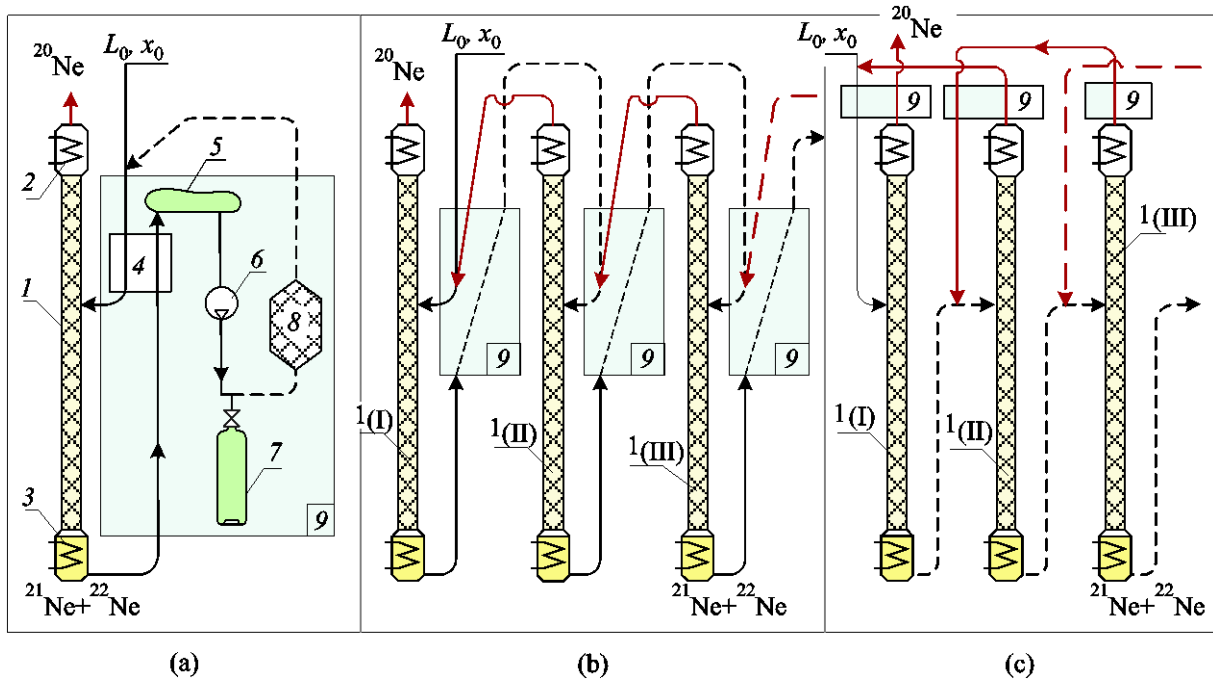 L₀, x₀
²⁰Ne
5
2
4
6
1
8
7
3
9
²¹Ne+²²Ne
(a)
L₀, x₀
²⁰Ne
9
9
9
1(I)
1(II)
1(III)
²¹Ne+²²Ne
(b)
²⁰Ne
L₀, x₀
9
9
9
1(III)
1(I)
1(II)
²¹Ne+²²Ne
(c)